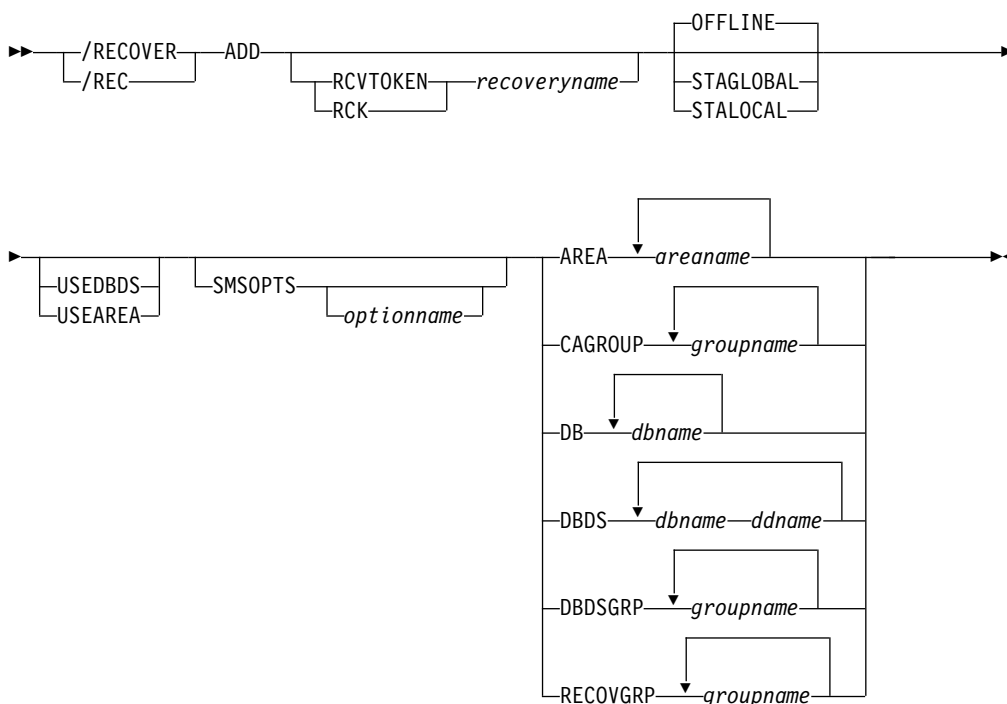 OFFLINE
/RECOVER ADD
/REC RCVTOKEN recoveryname STAGLOBAL
RCK STALOCAL
AREA areaname
USEDBDS SMSOPTS
USEAREA optionname
CAGROUP groupname
DB dbname
DBDS dbname ddname
DBDSGRP groupname
RECOVGRP groupname